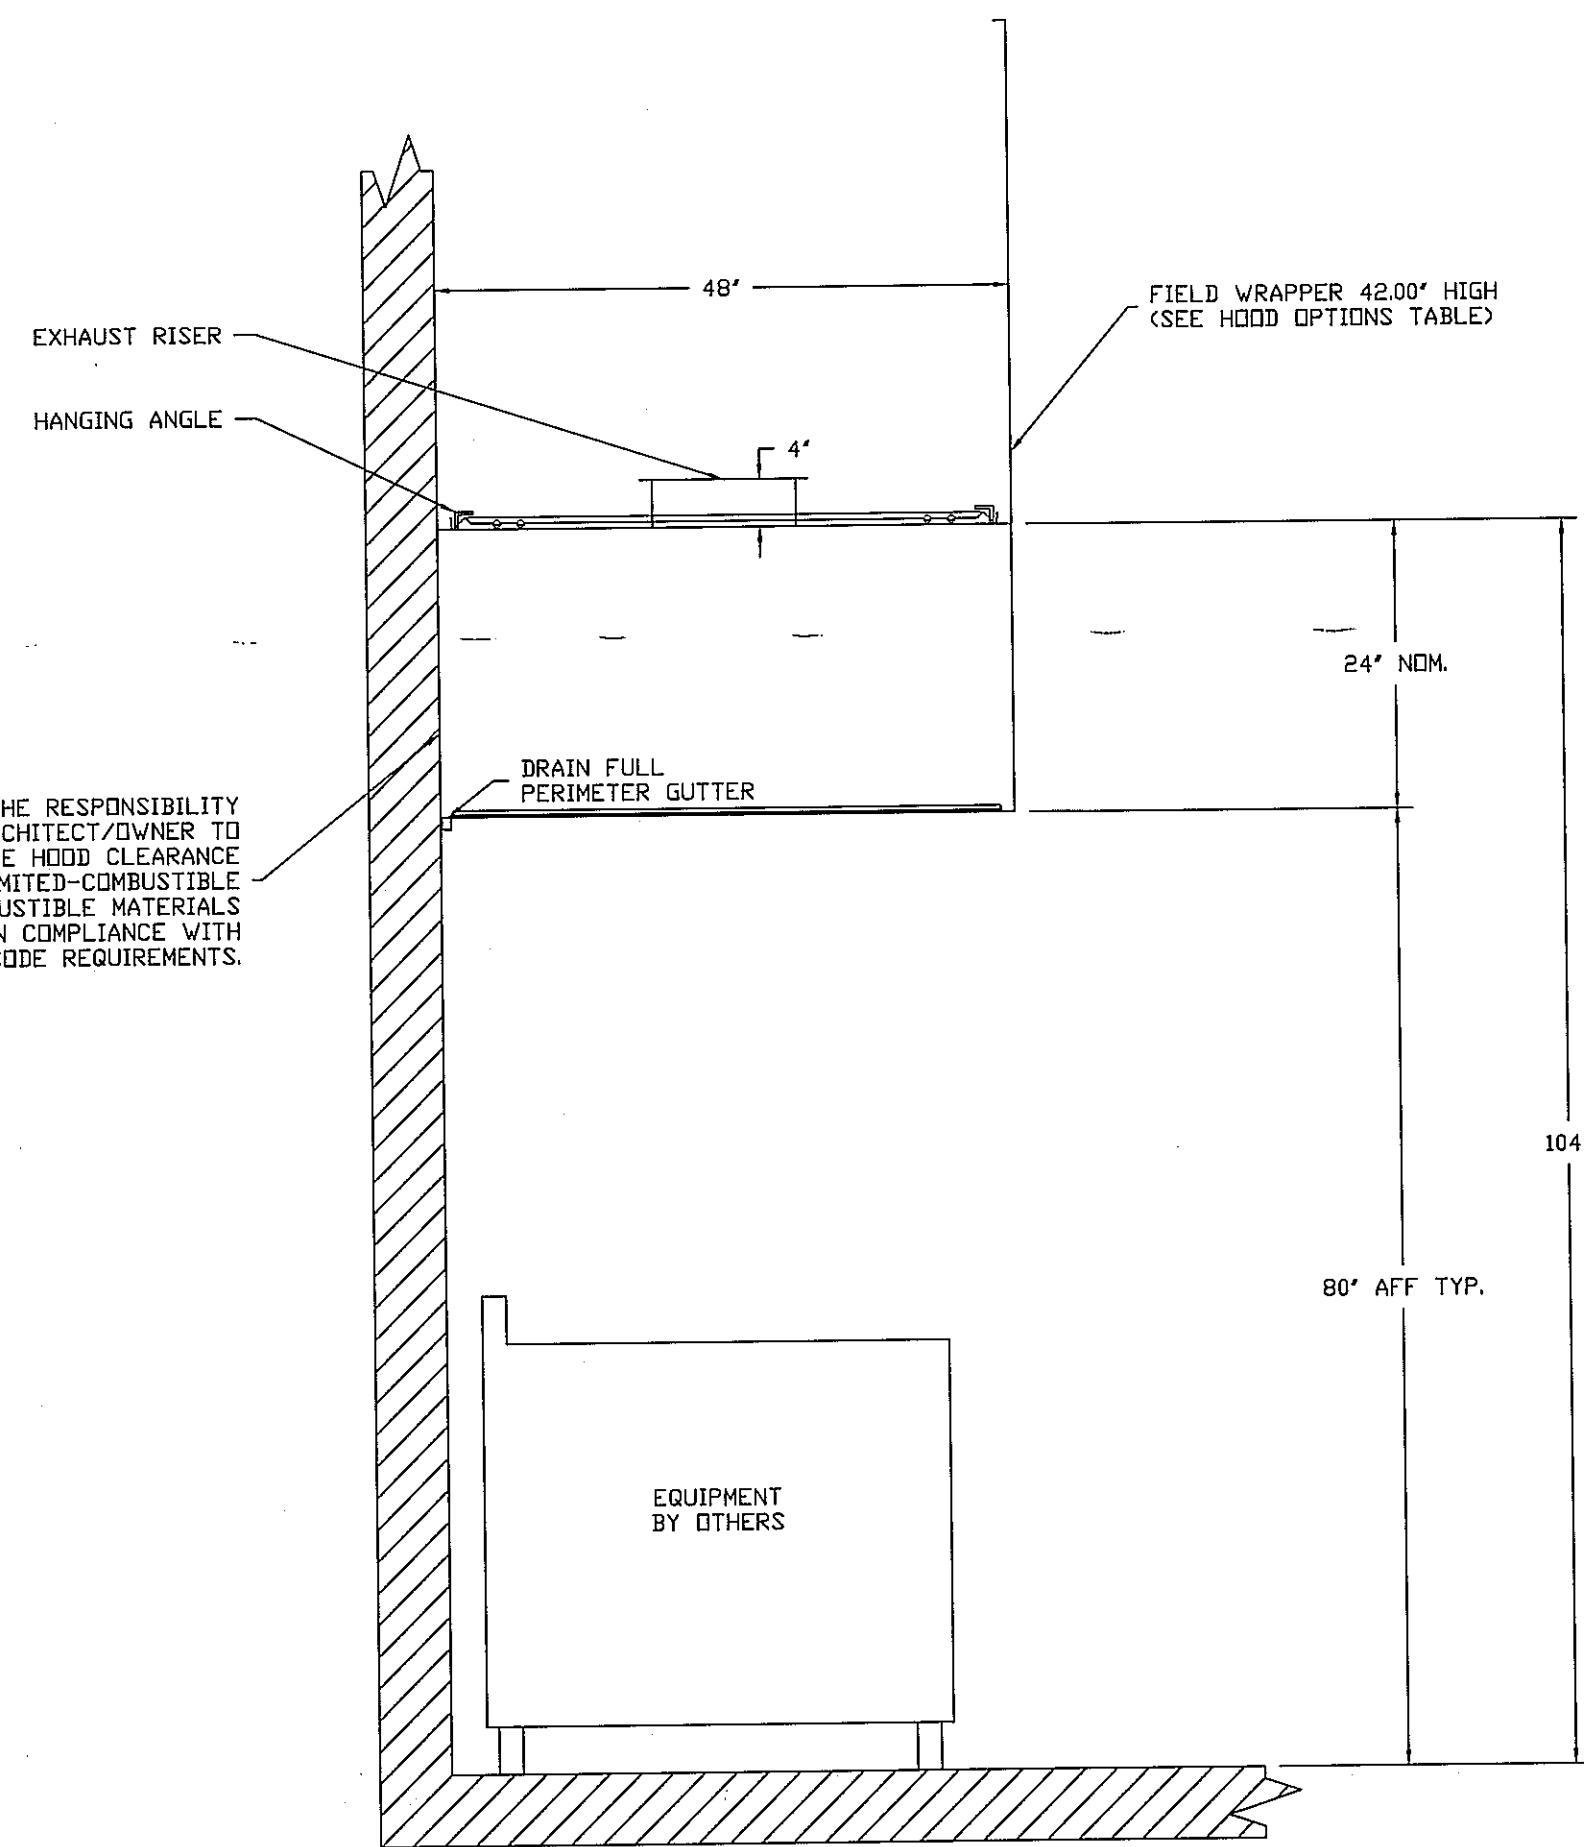 48"
FIELD WRAPPER 42.00" HIGH
(SEE HOOD OPTIONS TABLE)
EXHAUST RISER
HANGING ANGLE
4"
24" NOM.
DRAIN FULL
PERIMETER GUTTER
HE RESPONSIBILITY
CHITECT/OWNER TO
E HOOD CLEARANCE
MITED-COMBUSTIBLE
USTIBLE MATERIALS
N COMPLIANCE WITH
CODE REQUIREMENTS.
104
80" AFF TYP.
EQUIPMENT
BY OTHERS